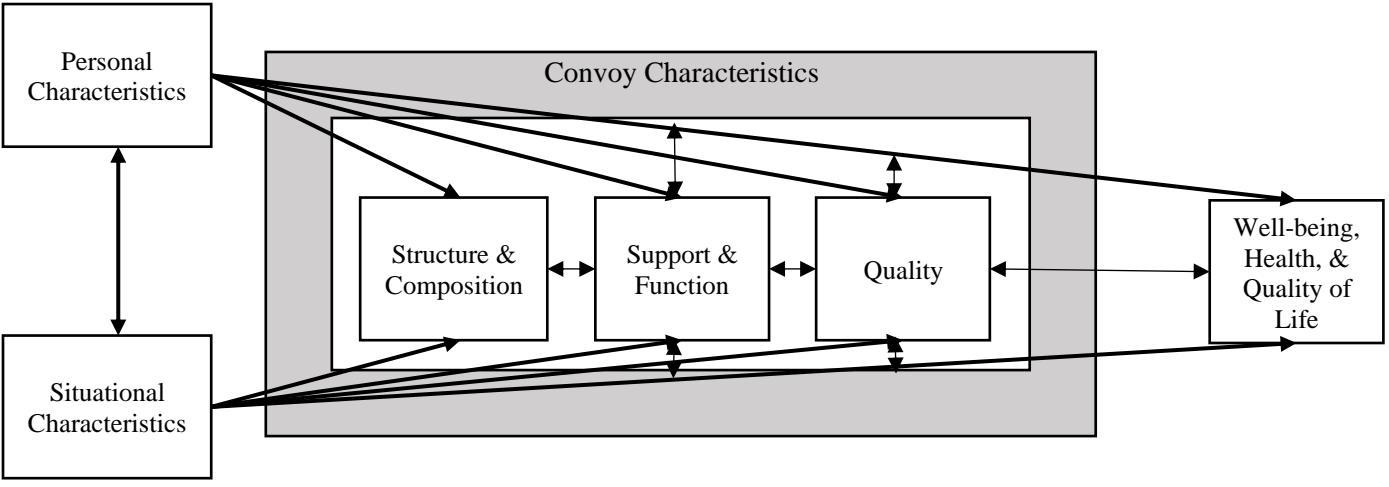 Personal
Characteristics
Convoy Characteristics
Structure &
Composition
Support &
Function
Quality
Well-being,
Health, &
Quality of
Life
Situational
Characteristics